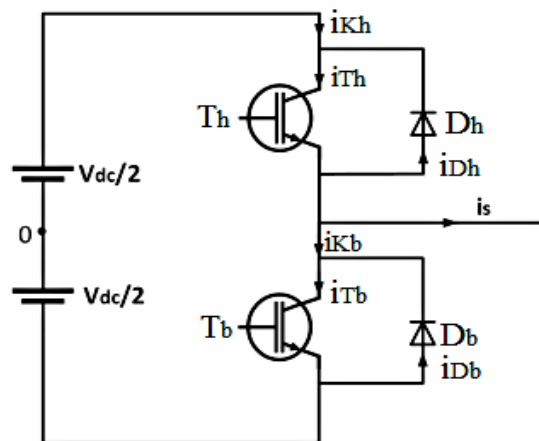 iKh
iTh
Th
Dh
iDh
Vdc/2
is
0
iKb
Vdc/2
iTb
Tb
Db
iDb